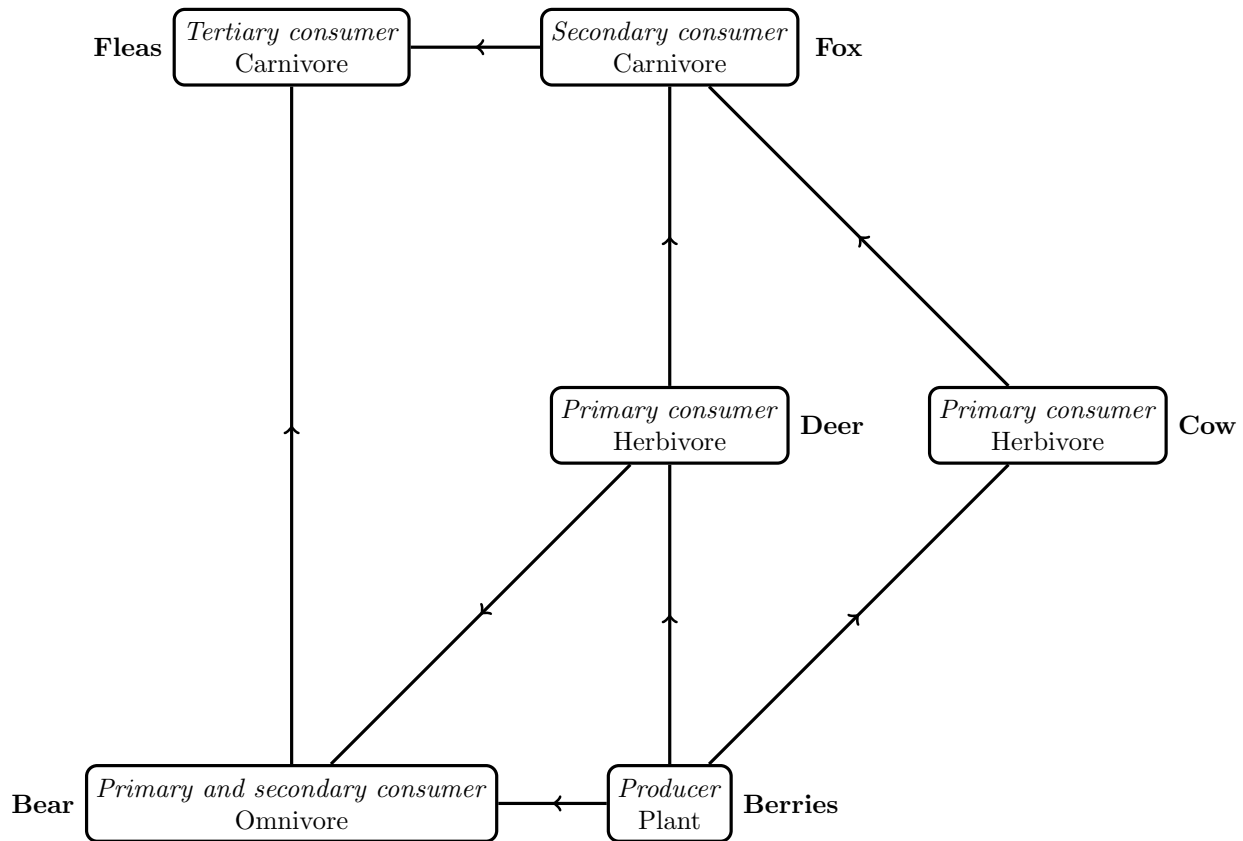 Fleas
Tertiary consumer
Carnivore
Secondary consumer
Carnivore
Fox
Primary consumer
Herbivore
Deer
Primary consumer
Herbivore
Cow
Bear
Primary and secondary consumer
Omnivore
Producer
Plant
Berries